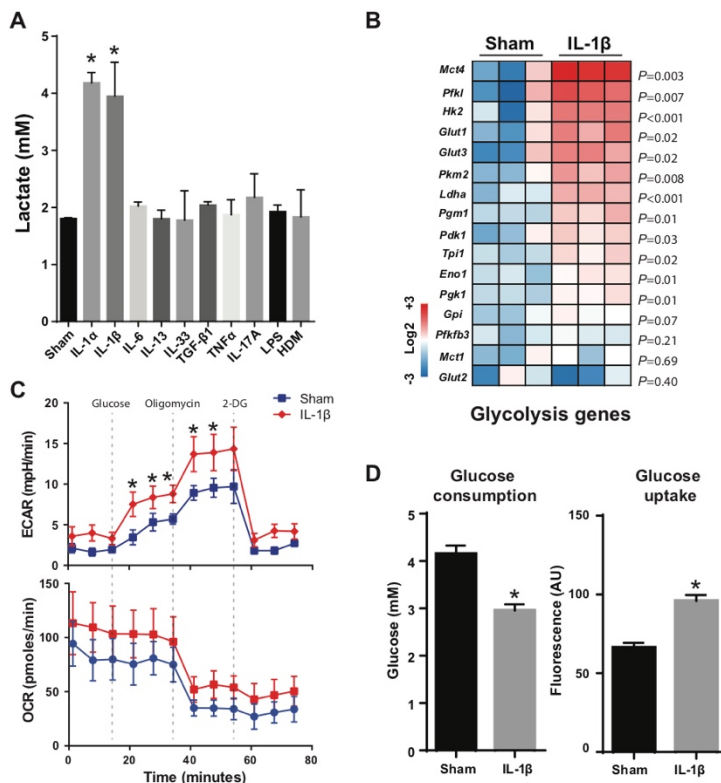 A
Lactate (mM)
6
4
2
0
*
*
Sham
IL-1α
IL-1β
IL-6
IL-13
IL-33
TGF-β1
TNFα
IL-17A
LPS
HDM
B
Sham
IL-1β
Mct4 P=0.003
Pfkl P=0.007
Hk2 P<0.001
Glut1 P=0.02
Glut3 P=0.02
Pkm2 P=0.008
Ldha P<0.001
Pgm1 P=0.01
Pdk1 P=0.03
Tpi1 P=0.02
Eno1 P=0.01
Pgk1 P=0.01
Gpi P=0.07
Pfkfb3 P=0.21
Mct1 P=0.69
Glut2 P=0.40
-3 Log2 +3
Glycolysis genes
C
Sham
IL-1β
Glucose
Oligomycin
2-DG
ECAR (mpH/min)
20
15
10
5
0
* * * * *
OCR (pmoles/min)
150
100
50
0
0 20 40 60 80
Time (minutes)
D
Glucose
consumption
Glucose (mM)
5
4
3
2
1
0
*
Sham IL-1β
Glucose
uptake
Fluorescence (AU)
150
100
50
0
*
Sham IL-1β